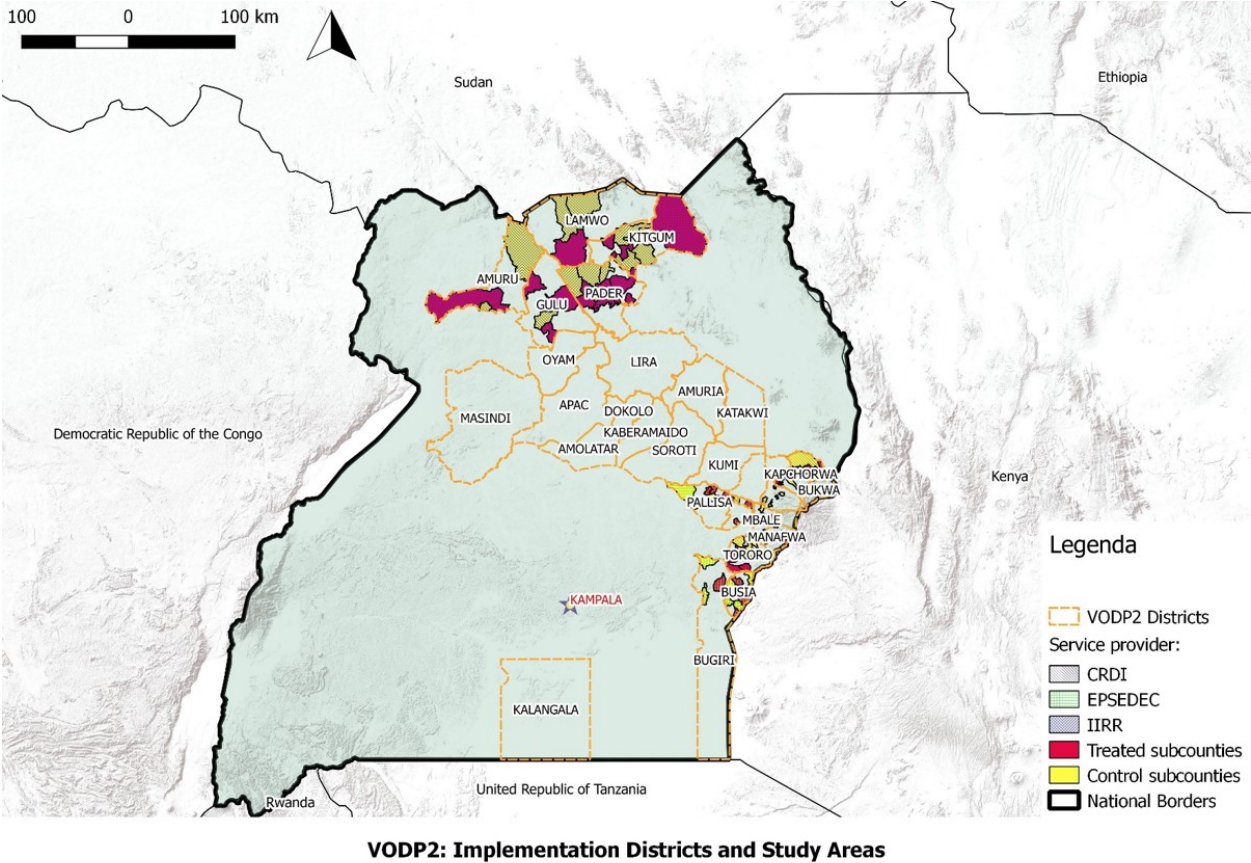 100 0 100 km
Sudan
Ethiopia
LAMWO
KITGUM
AMURU
GULU
PADER
OYAM
LIRA
AMURIA
MASINDI
APAC
DOKOLO
KATAKWI
KABERAMAIDO
Democratic Republic of the Congo
AMOLATAR
SOROTI
KUMI
KAPCHORWA
BUKWA
Kenya
PALLISA
MBALE
MANAFWA
TORORO
BUSIA
KAMPALA
BUGIRI
KALANGALA
United Republic of Tanzania
Rwanda
Legenda
VODP2 Districts
Service provider:
CRDI
EPSEDEC
IIRR
Treated subcounties
Control subcounties
National Borders
VODP2: Implementation Districts and Study Areas